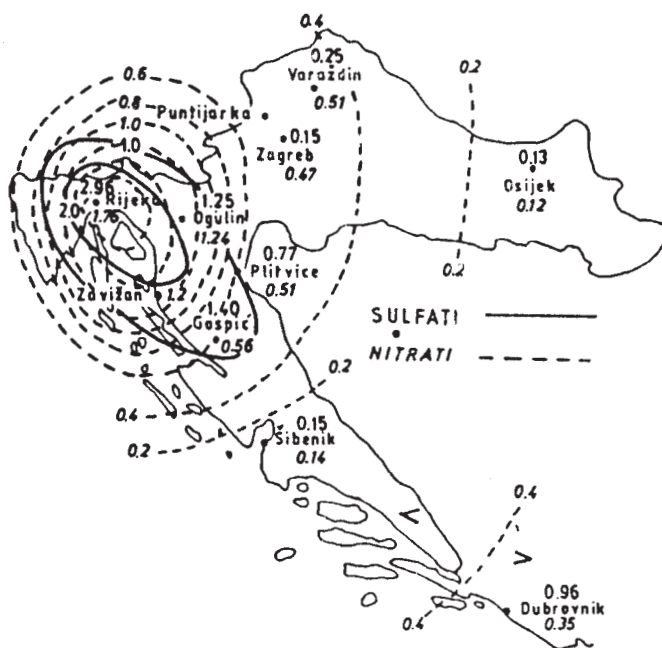 0.4
0.25
Varaždin
0.51
0.2
0.6
0.8
1.0
1.0
Puntijarka
0.15
Zagreb
0.47
0.13
Osijek
0.12
2.96
Rijeka
1.76
2.0
1.25
Ogulin
1.24
0.77
Plitvice
0.51
0.2
Zavižan
1.40
Gospić
0.56
SULFATI
NITRATI
0.2
0.4
0.2
0.15
Šibenik
0.14
0.4
<
>
0.96
Dubrovnik
0.35
0.4